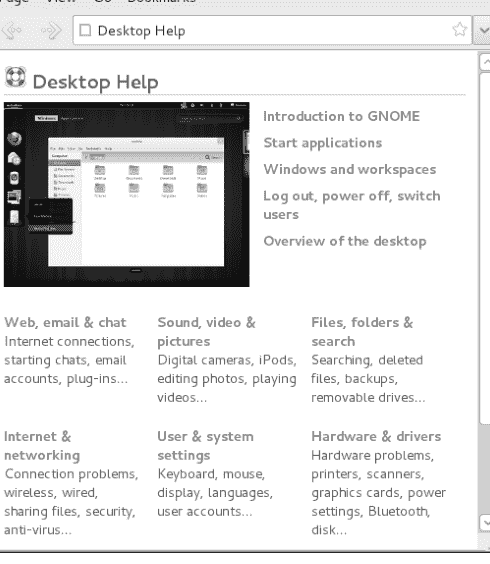 Page View Go Bookmarks
Desktop Help
Desktop Help
Introduction to GNOME
Start applications
Windows and workspaces
Log out, power off, switch
users
Overview of the desktop
Web, email & chat
Internet connections,
starting chats, email
accounts, plug-ins...
Sound, video &
pictures
Digital cameras, iPods,
editing photos, playing
videos...
Files, folders &
search
Searching, deleted
files, backups,
removable drives...
Internet &
networking
Connection problems,
wireless, wired,
sharing files, security,
anti-virus...
User & system
settings
Keyboard, mouse,
display, languages,
user accounts...
Hardware & drivers
Hardware problems,
printers, scanners,
graphics cards, power
settings, Bluetooth,
disk...